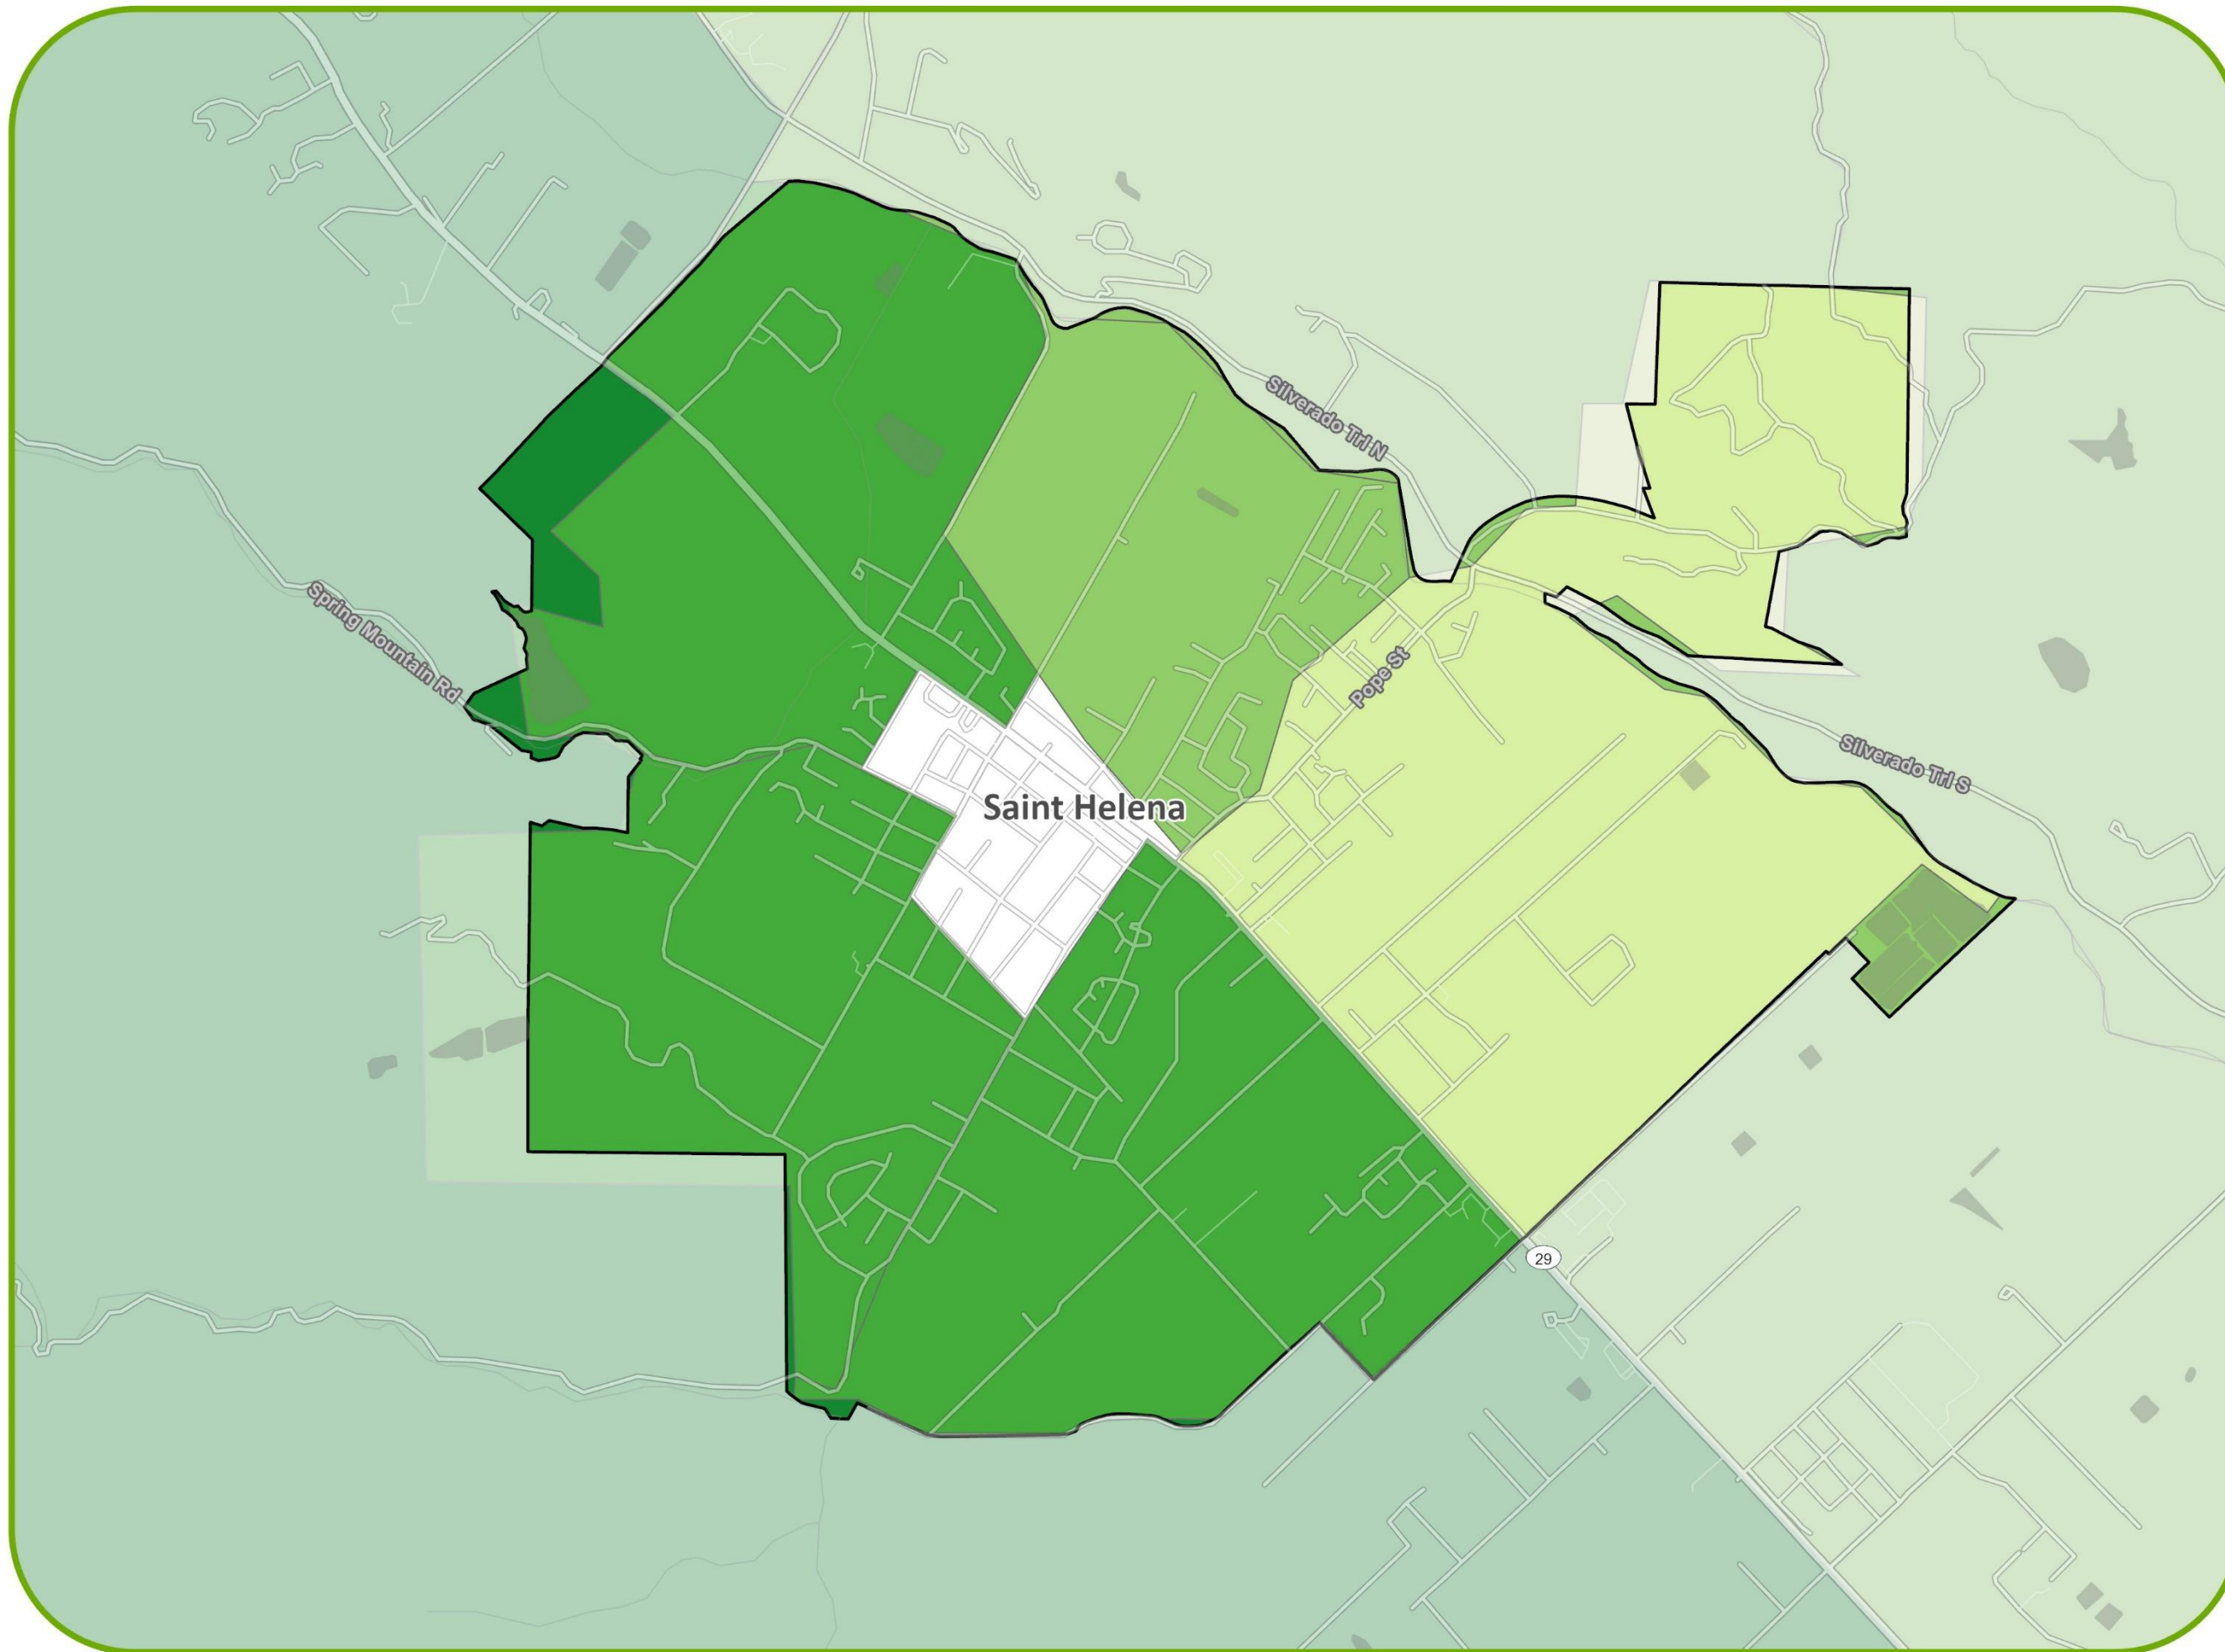 Silverado Trl N
Spring Mountain Rd
Pope St
Silverado Trl S
Saint Helena
29